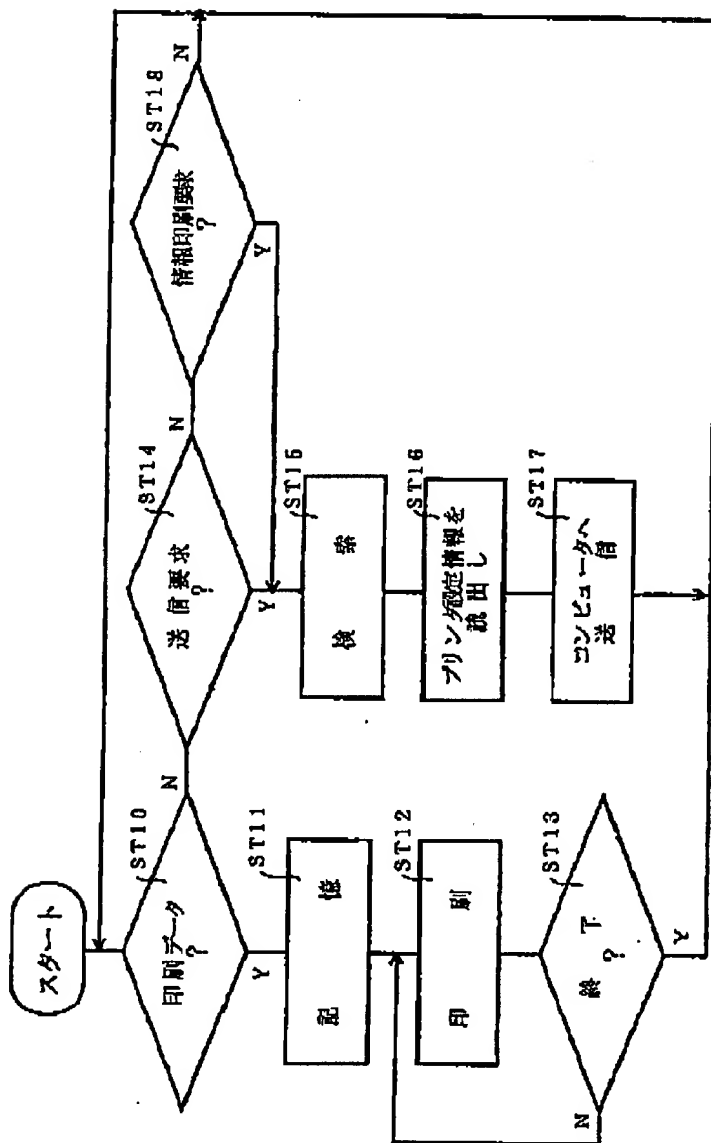 スタート
ST10
印刷データ
?
N
Y
ST11
記憶
ST12
印刷
ST13
終了
?
N
Y
ST14
送信要求
?
N
Y
ST15
検索
ST16
プリンタ設定情報を
読出し
ST17
コンピュータへ
送信
ST18
情報印刷要求
?
N
Y